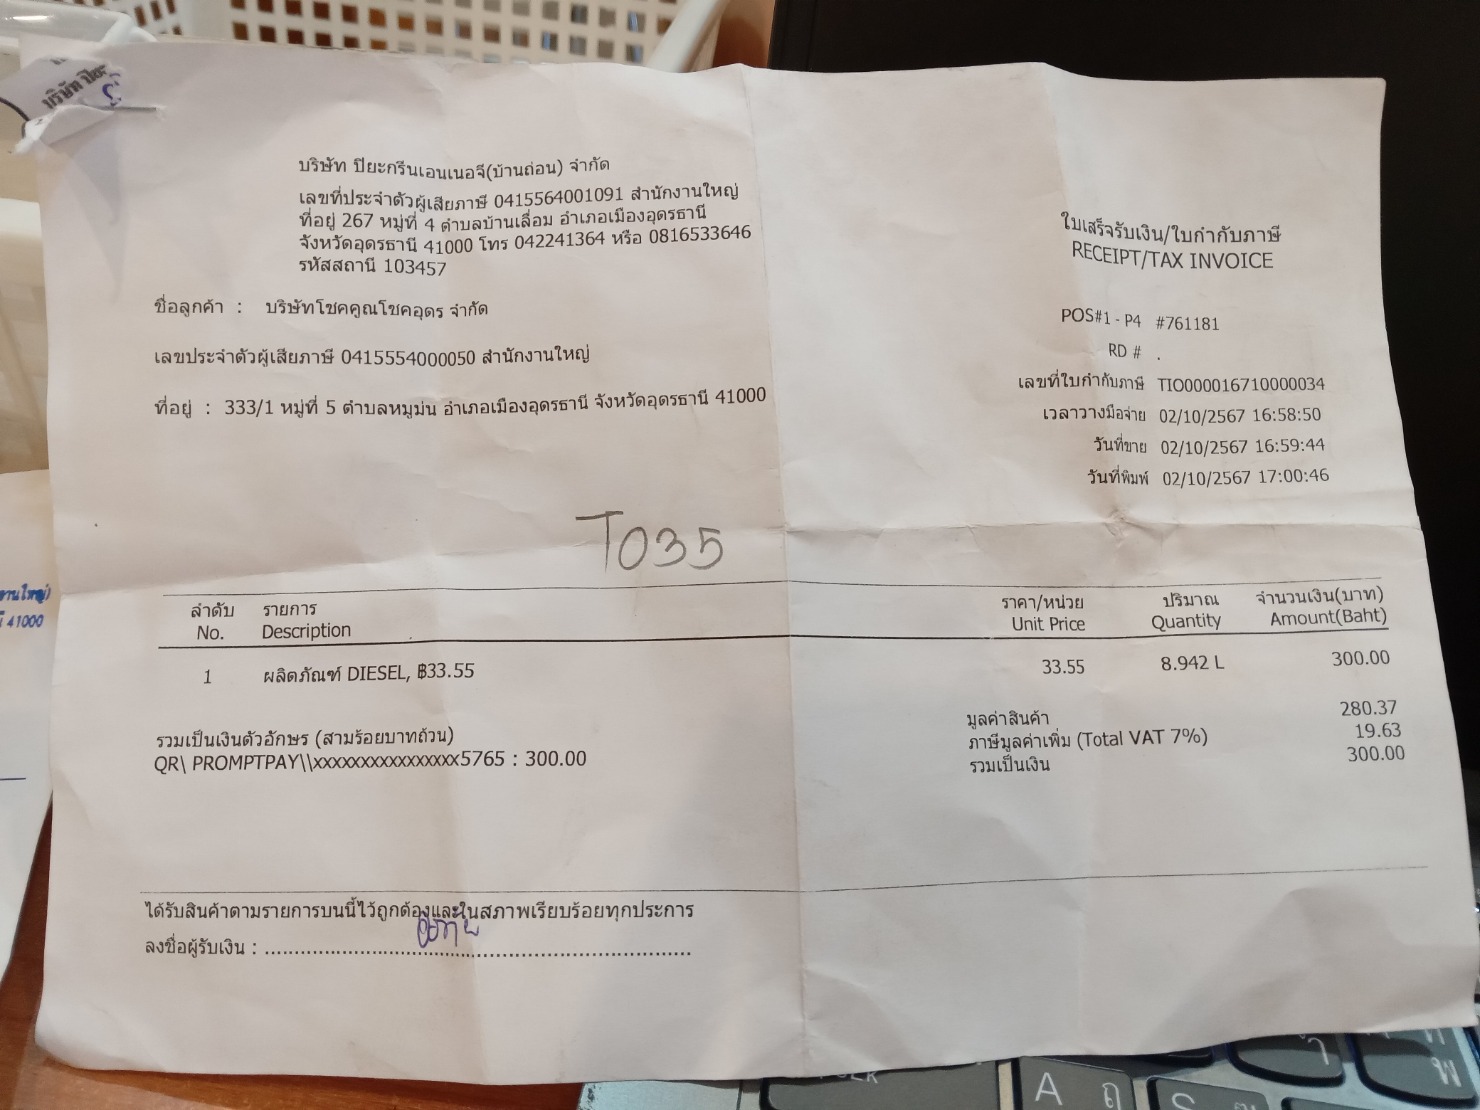 บริษัท ปิยะ
บริษัท ปิยะกรีนเอนเนอจี(บ้านถ่อน) จำกัด
เลขที่ประจำตัวผู้เสียภาษี 0415564001091 สำนักงานใหญ่
ที่อยู่ 267 หมู่ที่ 4 ตำบลบ้านเลื่อม อำเภอเมืองอุดรธานี
จังหวัดอุดรธานี 41000 โทร 042241364 หรือ 0816533646
รหัสสถานี 103457
ใบเสร็จรับเงิน/ใบกำกับภาษี
RECEIPT/TAX INVOICE
ชื่อลูกค้า : บริษัทโชคคูณโชคอุดร จำกัด
เลขประจำตัวผู้เสียภาษี 0415554000050 สำนักงานใหญ่
ที่อยู่ : 333/1 หมู่ที่ 5 ตำบลหมูม่น อำเภอเมืองอุดรธานี จังหวัดอุดรธานี 41000
POS#1 - P4 #761181
RD # .
เลขที่ใบกำกับภาษี TIO000016710000034
เวลาวางมือจ่าย 02/10/2567 16:58:50
วันที่ขาย 02/10/2567 16:59:44
วันที่พิมพ์ 02/10/2567 17:00:46
T035
านใหญ่)
41000
ลำดับ รายการ ราคา/หน่วย ปริมาณ จำนวนเงิน(บาท)
No. Description Unit Price Quantity Amount(Baht)
1 ผลิตภัณฑ์ DIESEL, ฿33.55 33.55 8.942 L 300.00
มูลค่าสินค้า 280.37
ภาษีมูลค่าเพิ่ม (Total VAT 7%) 19.63
รวมเป็นเงิน 300.00
รวมเป็นเงินตัวอักษร (สามร้อยบาทถ้วน)
QR\ PROMPTPAY\\xxxxxxxxxxxxxxxx5765 : 300.00
ได้รับสินค้าตามรายการบนนี้ไว้ถูกต้องและในสภาพเรียบร้อยทุกประการ
ลงชื่อผู้รับเงิน : ....................................................................
A ถ
พ